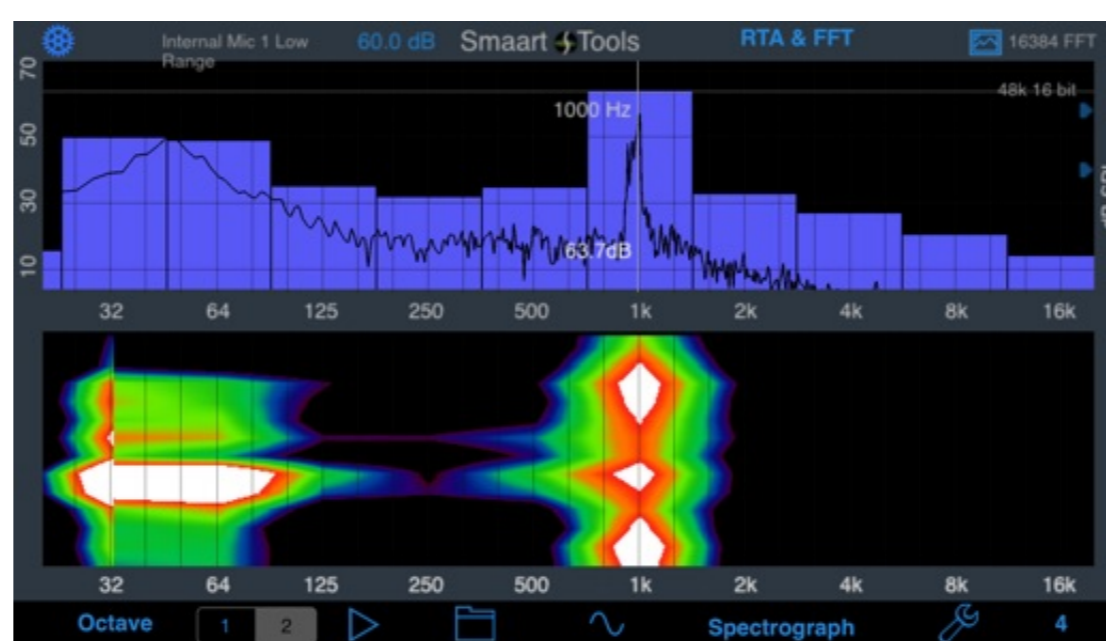 Internal Mic 1 Low
Range
60.0 dB
Smaart Tools
RTA & FFT
16384 FFT
48k 16 bit
70
50
30
10
1000 Hz
63.7dB
32 64 125 250 500 1k 2k 4k 8k 16k
32 64 125 250 500 1k 2k 4k 8k 16k
Octave 1 2 Spectrograph 4